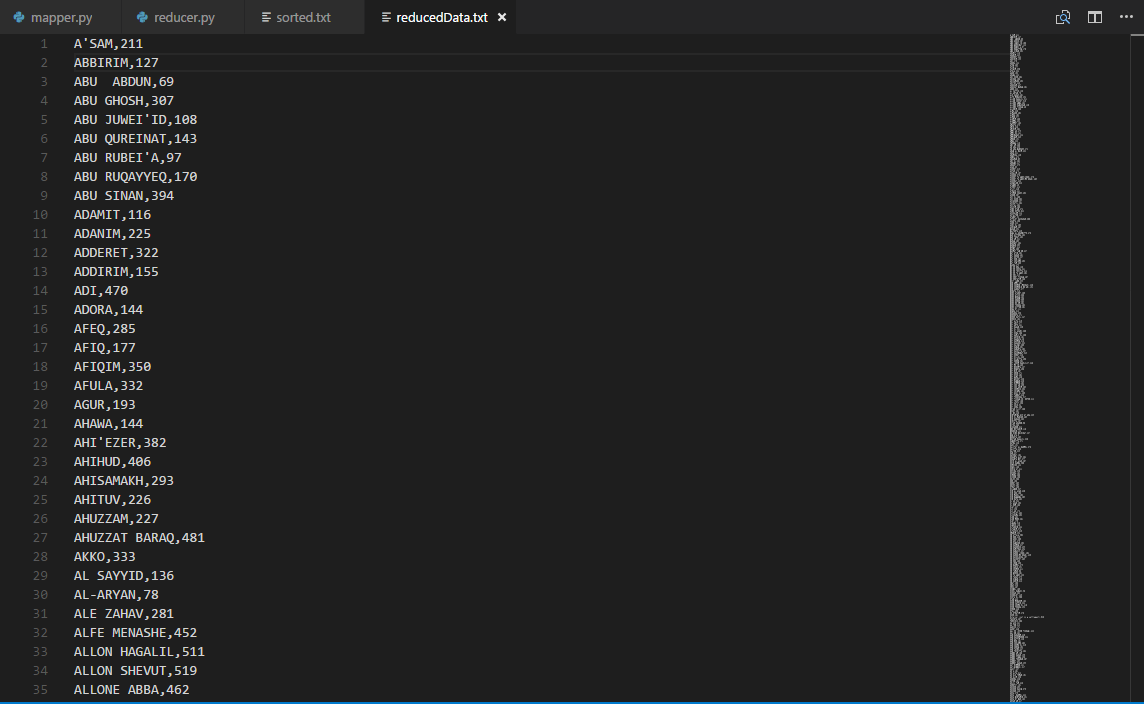 mapper.py reducer.py sorted.txt reducedData.txt
1 A'SAM,211
2 ABBIRIM,127
3 ABU  ABDUN,69
4 ABU GHOSH,307
5 ABU JUWEI'ID,108
6 ABU QUREINAT,143
7 ABU RUBEI'A,97
8 ABU RUQAYYEQ,170
9 ABU SINAN,394
10 ADAMIT,116
11 ADANIM,225
12 ADDERET,322
13 ADDIRIM,155
14 ADI,470
15 ADORA,144
16 AFEQ,285
17 AFIQ,177
18 AFIQIM,350
19 AFULA,332
20 AGUR,193
21 AHAWA,144
22 AHI'EZER,382
23 AHIHUD,406
24 AHISAMAKH,293
25 AHITUV,226
26 AHUZZAM,227
27 AHUZZAT BARAQ,481
28 AKKO,333
29 AL SAYYID,136
30 AL-ARYAN,78
31 ALE ZAHAV,281
32 ALFE MENASHE,452
33 ALLON HAGALIL,511
34 ALLON SHEVUT,519
35 ALLONE ABBA,462